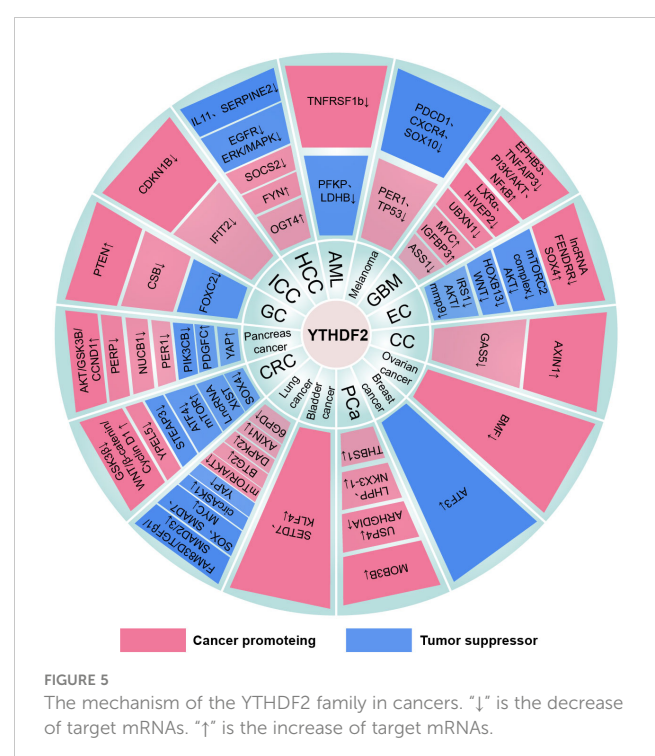 TNFRSF1b↓
PFKP、
LDHB↓
AML
PDCD1、
CXCR4、
SOX10↓
PER1、
TP53↓
Melanoma
EPHB3、
TNFAIP3↓
PI3K/AKT、
NFκB↑
LXRα、
HIVEP2↓
UBXN1↓
MYC↑
IGFBP3↑
ASS1↓
GBM
lncRNA
FENDRR↓
SOX4↑
mTORC2
complex↓
AKT↓
HOXB13↓
WNT↓
IRS1↓
AKT/
mmp9↓
EC
AXIN1↑
GAS5↓
CC
BMF↓
Ovarian
cancer
ATF3↓
Breast
cancer
THBS1↓
LHPP、
NKX3-1↓
USP4↓
ARHGDIA↑
MOB3B↓
PCa
SETD7、
KLF4↓
Bladder
cancer
6GPD↑
AXIN1↓
DAPK2↓
BTG2↓
mTOR/AKT↑
YAP↑
circASK1↓
MYC↓
SOX、
SMAD7、
SMAD2/3↓
FAM83D/TGFβ1/
Lung
cancer
SOX4↓
XIST↓
LncRNA
mTOR↑
ATF4↑
STEAP3↓
YPEL5↓
Cyclin D1↑
WNT/β-catenin/
GSK3β↓
CRC
AKT/GSK3B/
CCND1↑
PERP↓
NUCB1↓
PER1↓
PIK3CB↓
PDGFC↑
YAP↑
Pancreas
cancer
PTEN↑
CSB↓
FOXC2↓
GC
CDKN1B↓
IFIT2↓
ICC
IL11、SERPINE2↓
EGFR↓
ERK/MAPK↓
SOCS2↓
FYN↑
OGT4↑
HCC
YTHDF2
Cancer promoteing
Tumor suppressor
FIGURE 5
The mechanism of the YTHDF2 family in cancers. “↓” is the decrease
of target mRNAs. “↑” is the increase of target mRNAs.